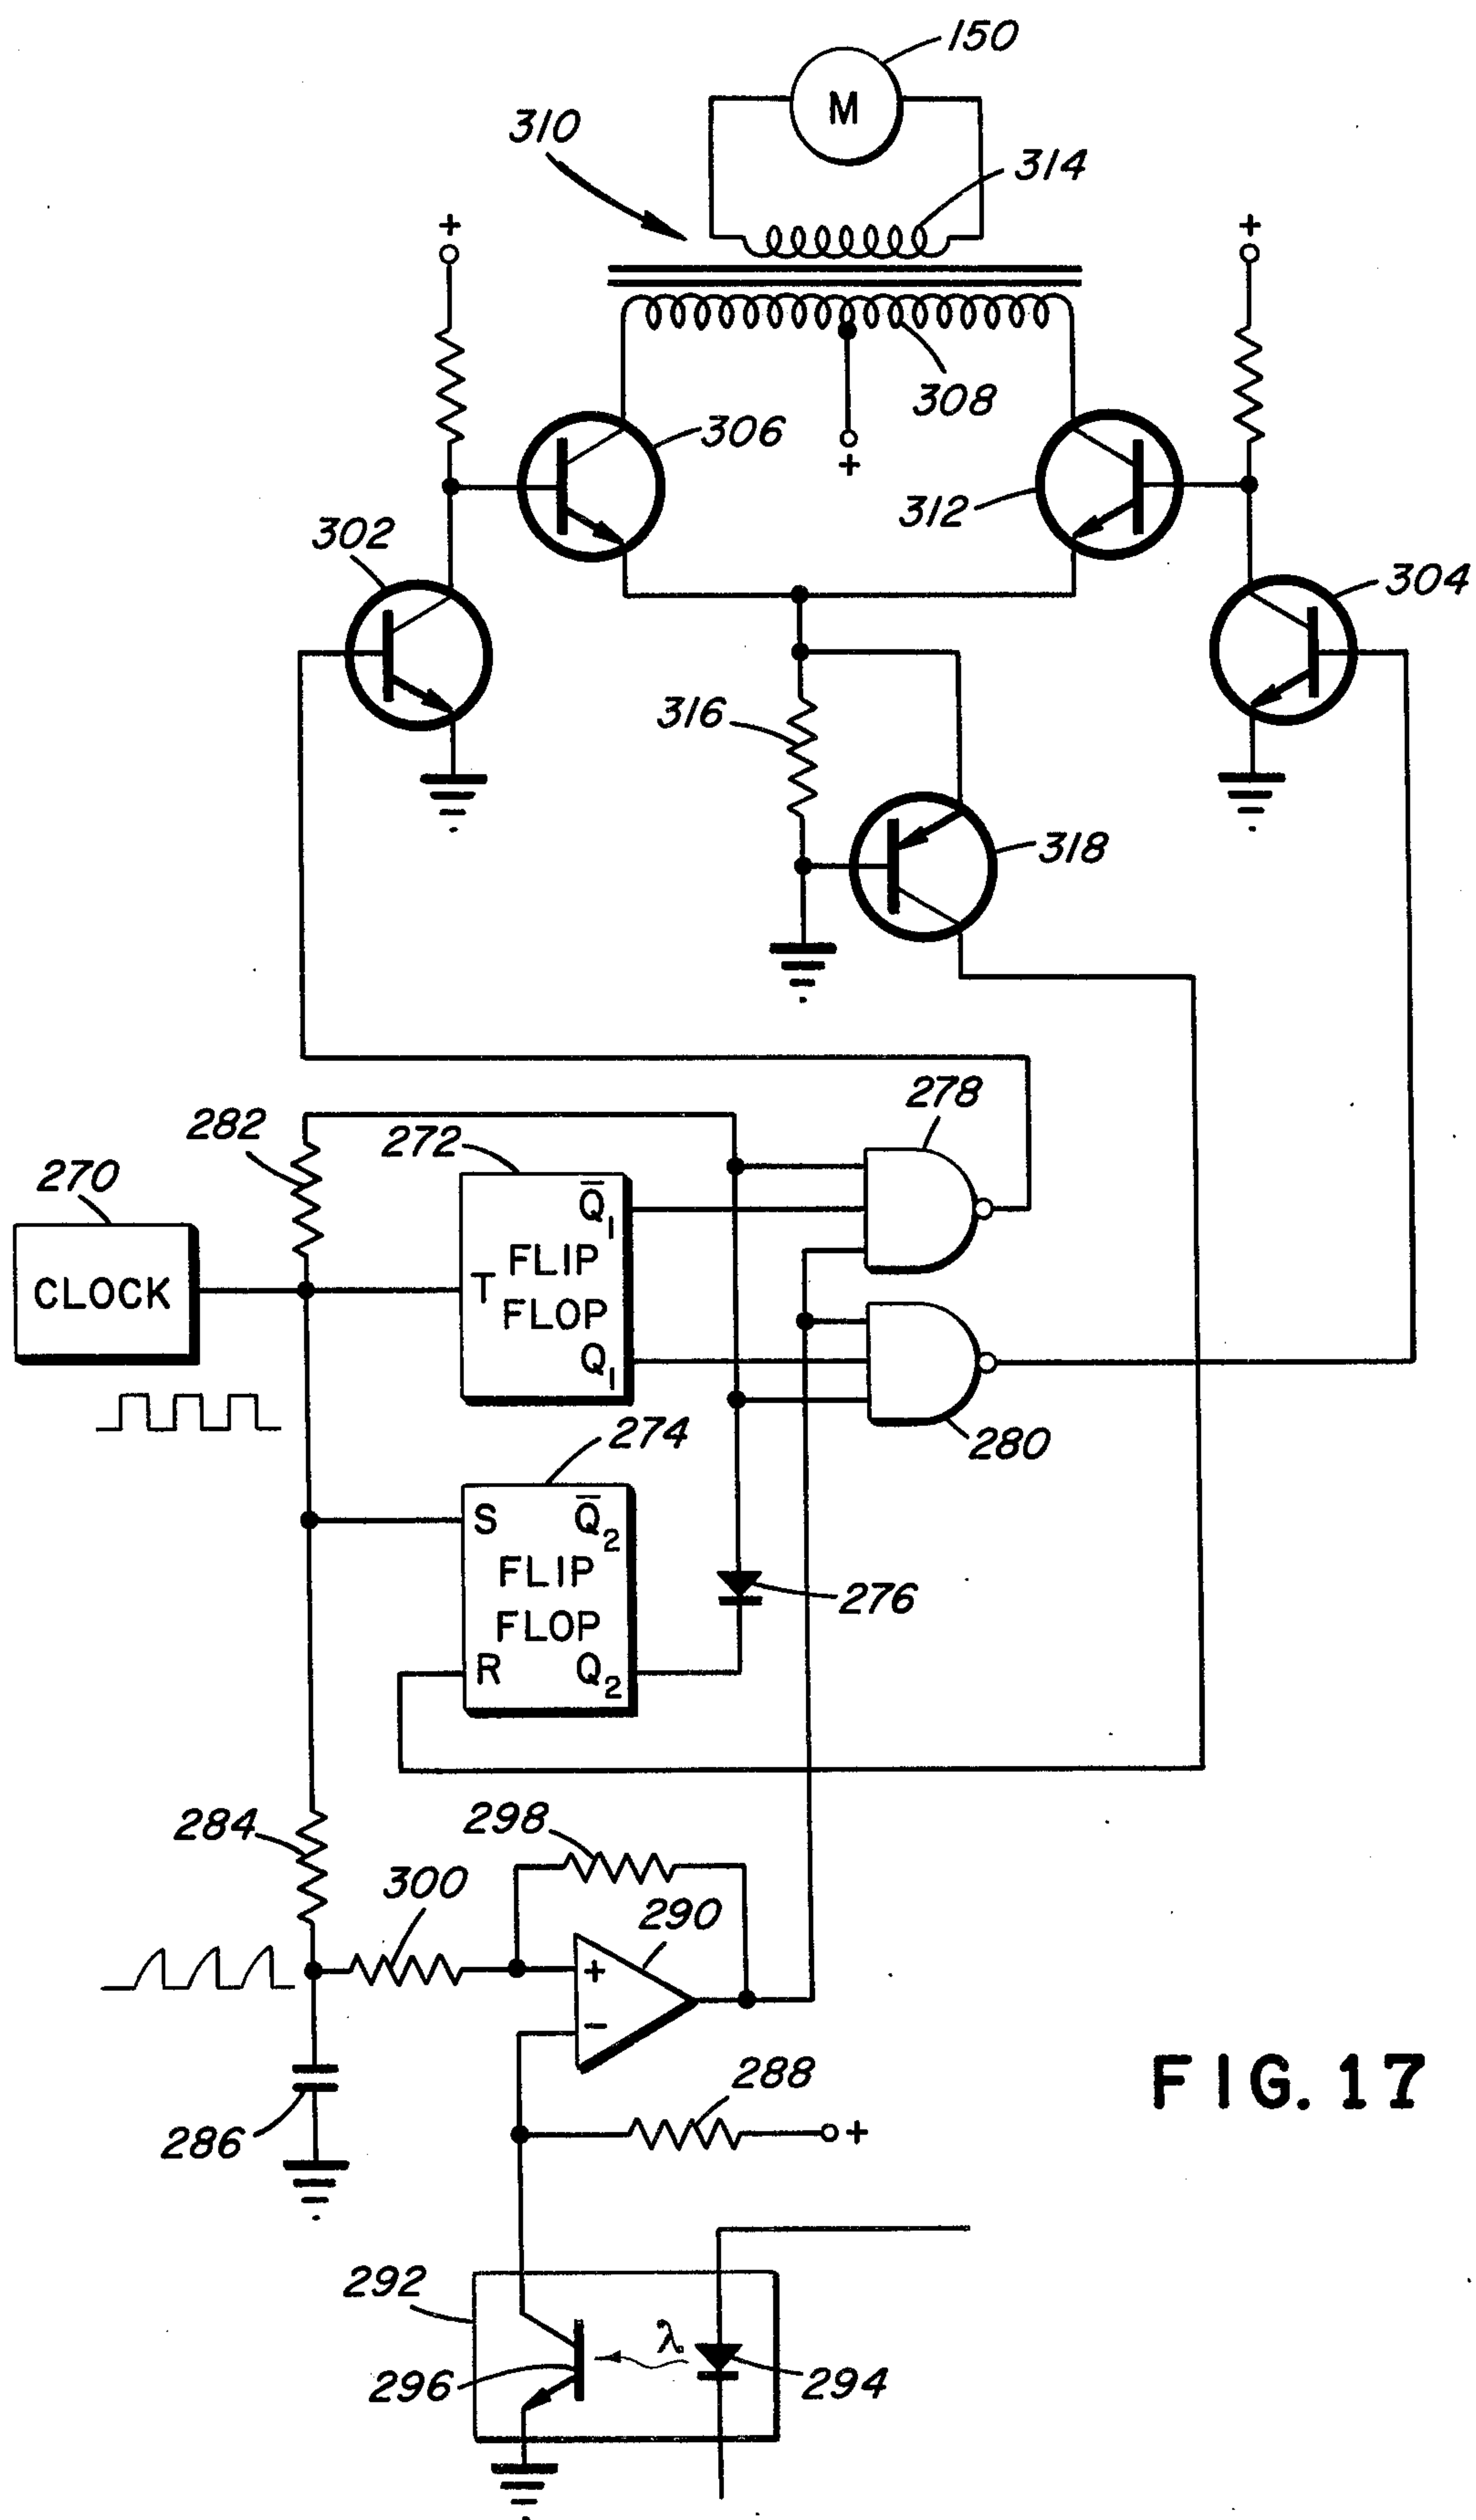 150
M
310
314
+
+
308
306
+
312
302
304
316
318
278
282
272
270
Q̅1
FLIP
T
CLOCK
FLOP
Q1
274
280
S
Q̅2
FLIP
276
FLOP
R
Q2
298
284
300
290
+
−
288
+
286
FIG. 17
292
λ
296
294